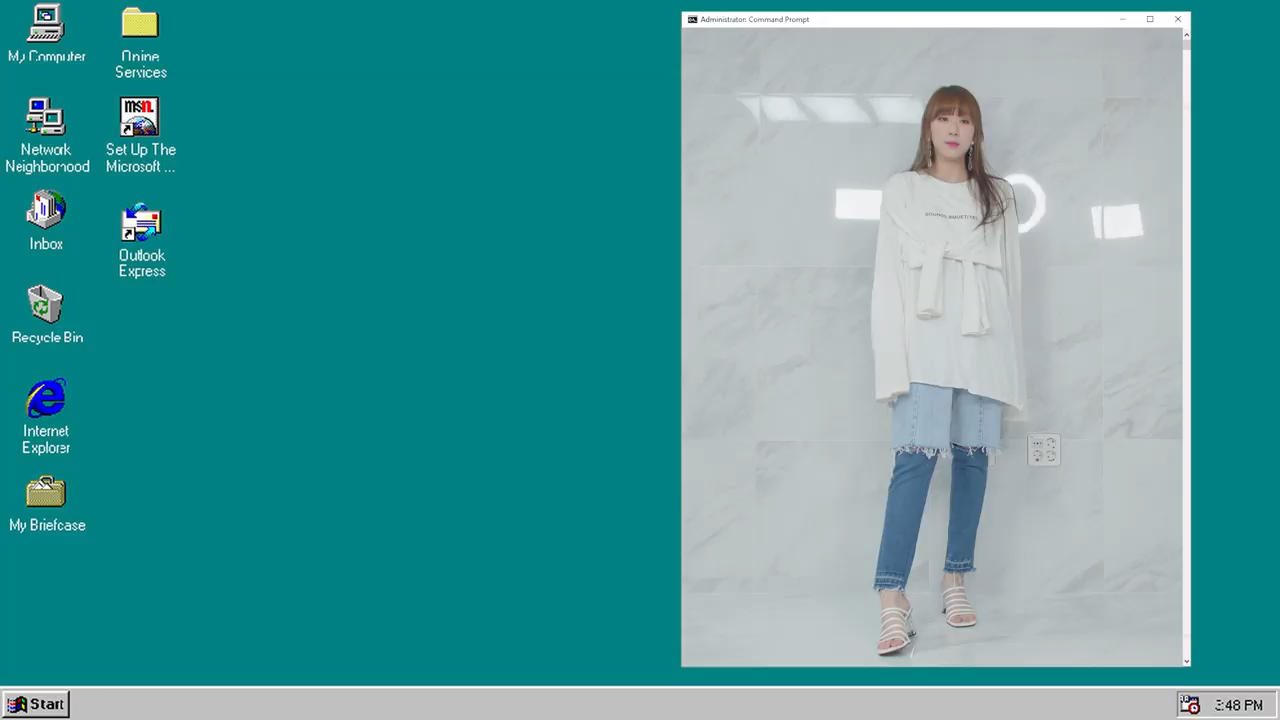 My Computer
Online
Services
Administrator: Command Prompt
msn
Network
Neighborhood
Set Up The
Microsoft ...
Inbox
Outlook
Express
Recycle Bin
Internet
Explorer
My Briefcase
Start
3:48 PM